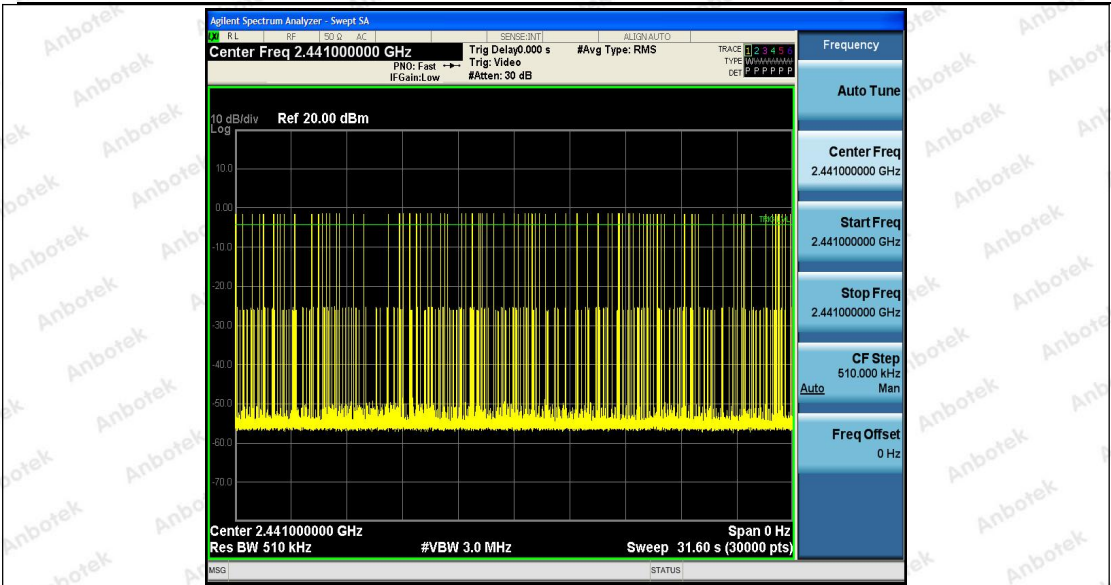 Agilent Spectrum Analyzer - Swept SA
RL RF 50 Ω AC SENSE:INT ALIGNAUTO
Center Freq 2.441000000 GHz
PNO: Fast
IFGain:Low
Trig Delay0.000 s
Trig: Video
#Atten: 30 dB
#Avg Type: RMS
TRACE 1 2 3 4 5 6
TYPE
DET P P P P P P
10 dB/div Ref 20.00 dBm
Log
10.0
0.00
-10.0
-20.0
-30.0
-40.0
-50.0
-60.0
-70.0
Center 2.441000000 GHz Span 0 Hz
Res BW 510 kHz #VBW 3.0 MHz Sweep 31.60 s (30000 pts)
MSG STATUS
Frequency
Auto Tune
Center Freq
2.441000000 GHz
Start Freq
2.441000000 GHz
Stop Freq
2.441000000 GHz
CF Step
510.000 kHz
Auto Man
Freq Offset
0 Hz
Anbotek